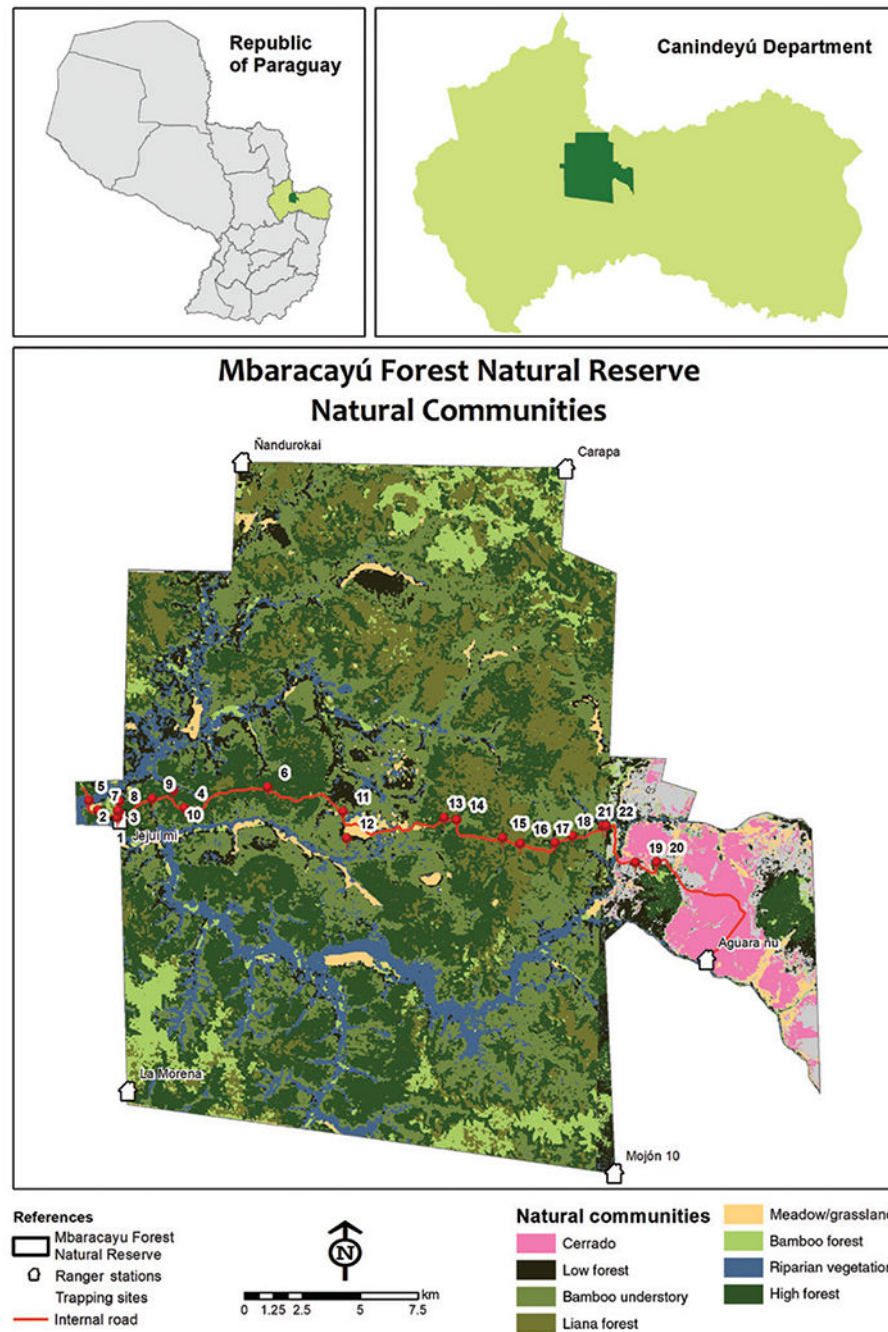 Republic
of Paraguay
Canindeyú Department
Mbaracayú Forest Natural Reserve
Natural Communities
Ñandurokai
Carapa
5
7
8
9
4
6
2
3
10
1
Jejui mi
11
12
13
14
15
16
17
18
21
22
19
20
Aguara ñu
La Morena
Mojón 10
References
Mbaracayu Forest
Natural Reserve
Ranger stations
Trapping sites
Internal road
N
km
0 1.25 2.5 5 7.5
Natural communities
Cerrado
Low forest
Bamboo understory
Liana forest
Meadow/grassland
Bamboo forest
Riparian vegetation
High forest